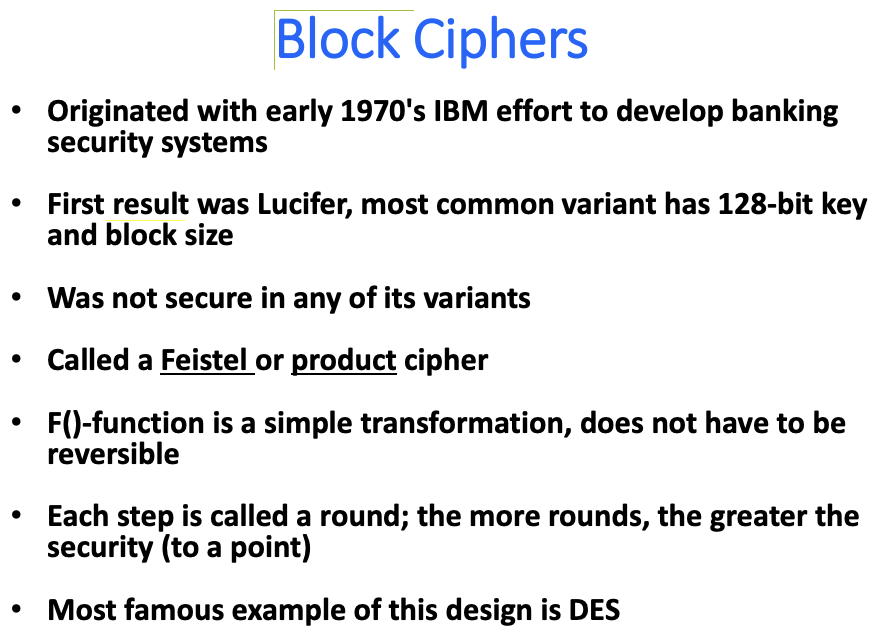 Block Ciphers
• Originated with early 1970's IBM effort to develop banking
security systems
• First result was Lucifer, most common variant has 128-bit key
and block size
• Was not secure in any of its variants
• Called a Feistel or product cipher
• F()-function is a simple transformation, does not have to be
reversible
• Each step is called a round; the more rounds, the greater the
security (to a point)
• Most famous example of this design is DES